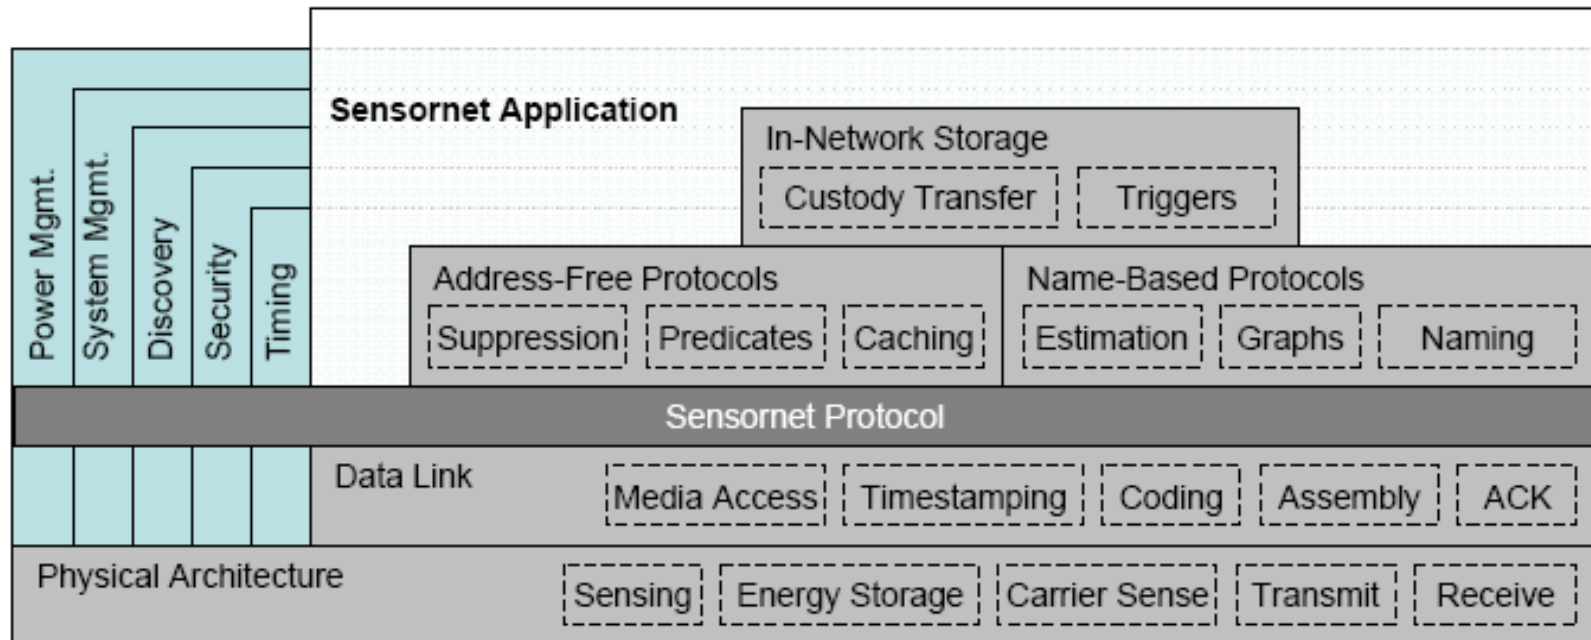 Power Mgmt.
System Mgmt.
Discovery
Security
Timing
Sensornet Application
In-Network Storage
Custody Transfer
Triggers
Address-Free Protocols
Suppression
Predicates
Caching
Name-Based Protocols
Estimation
Graphs
Naming
Sensornet Protocol
Data Link
Media Access
Timestamping
Coding
Assembly
ACK
Physical Architecture
Sensing
Energy Storage
Carrier Sense
Transmit
Receive